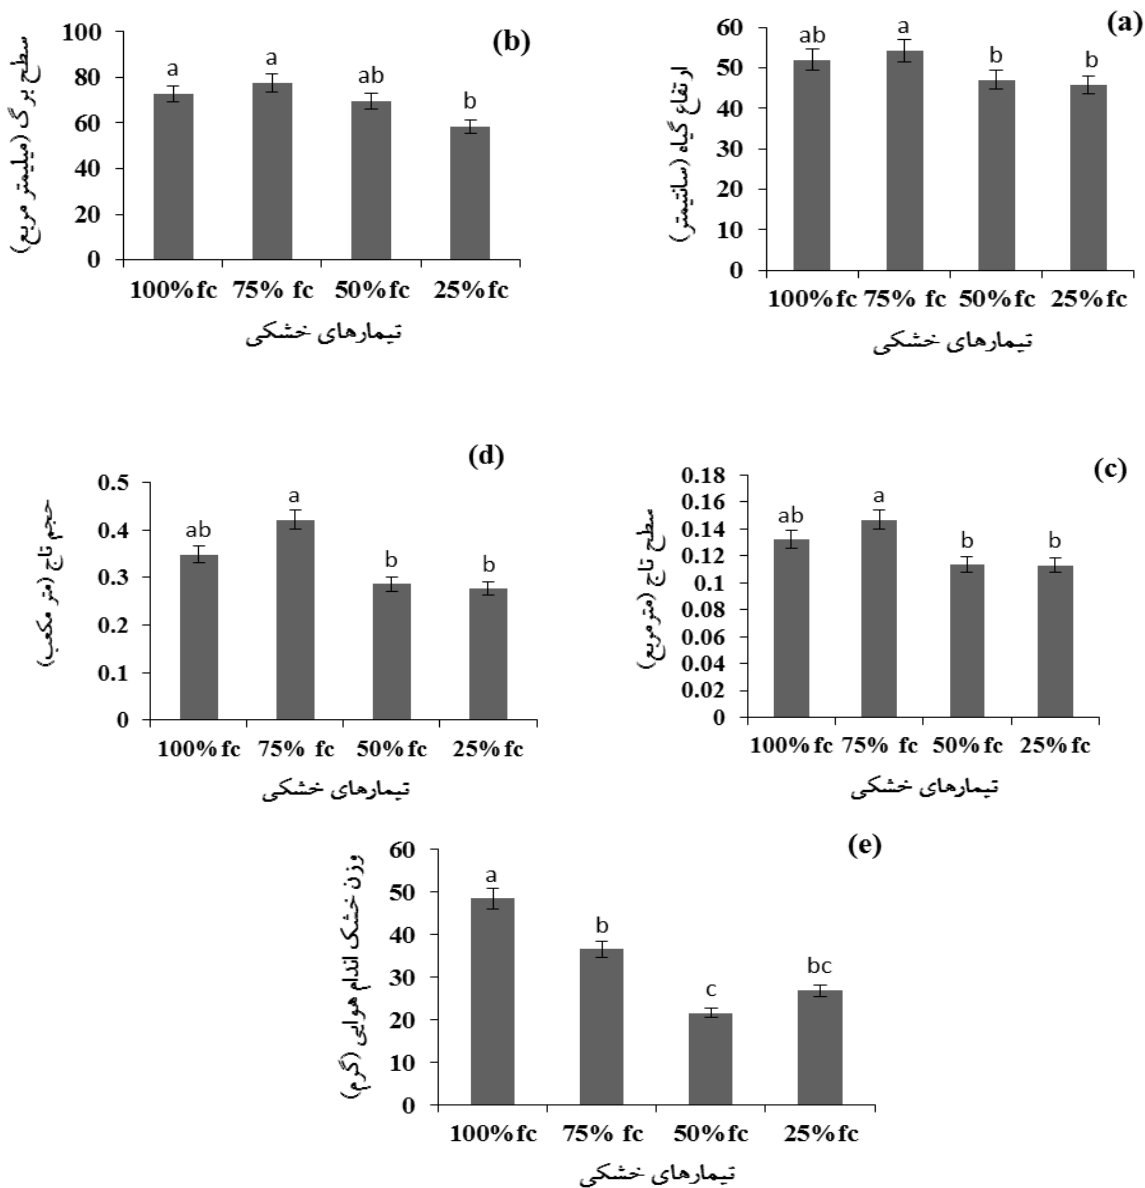 (a)
ارتفاع گیاه (سانتیمتر)
60
50
40
30
20
10
0
ab
a
b
b
100%fc 75% fc 50%fc 25%fc
تیمارهای خشکی
(b)
سطح برگ (میلیمتر مربع)
100
80
60
40
20
0
a
a
ab
b
100%fc 75% fc 50%fc 25%fc
تیمارهای خشکی
(c)
سطح تاج (مترمربع)
0.18
0.16
0.14
0.12
0.1
0.08
0.06
0.04
0.02
0
ab
a
b
b
100%fc 75% fc 50%fc 25%fc
تیمارهای خشکی
(d)
حجم تاج (متر مکعب)
0.5
0.4
0.3
0.2
0.1
0
ab
a
b
b
100%fc 75% fc 50%fc 25%fc
تیمارهای خشکی
(e)
وزن خشک اندام هوایی (گرم)
60
50
40
30
20
10
0
a
b
c
bc
100%fc 75% fc 50%fc 25%fc
تیمارهای خشکی